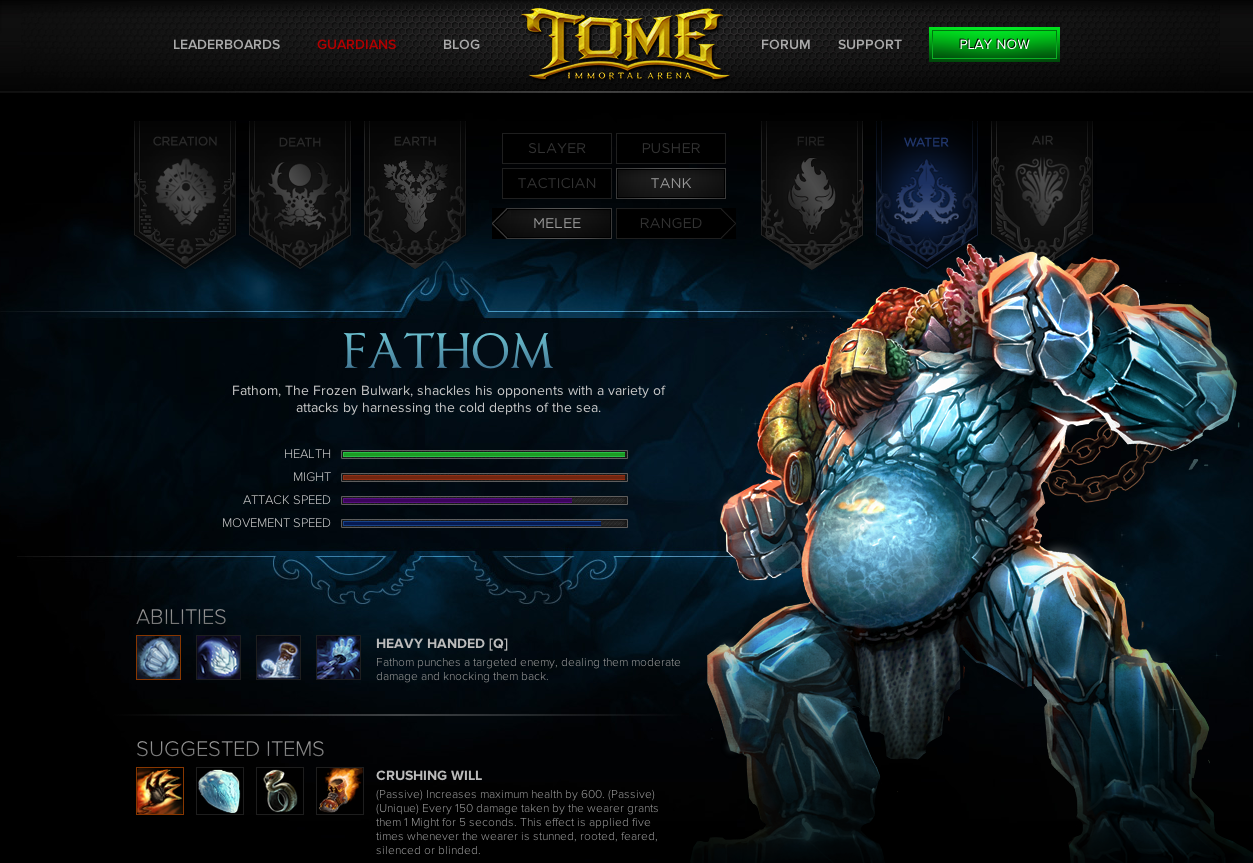 LEADERBOARDS
GUARDIANS
BLOG
TOME
IMMORTAL ARENA
FORUM
SUPPORT
PLAY NOW
CREATION
DEATH
EARTH
SLAYER
PUSHER
TACTICIAN
TANK
MELEE
RANGED
FIRE
WATER
AIR
FATHOM
Fathom, The Frozen Bulwark, shackles his opponents with a variety of
attacks by harnessing the cold depths of the sea.
HEALTH
MIGHT
ATTACK SPEED
MOVEMENT SPEED
ABILITIES
HEAVY HANDED [Q]
Fathom punches a targeted enemy, dealing them moderate
damage and knocking them back.
SUGGESTED ITEMS
CRUSHING WILL
(Passive) Increases maximum health by 600. (Passive)
(Unique) Every 150 damage taken by the wearer grants
them 1 Might for 5 seconds. This effect is applied five
times whenever the wearer is stunned, rooted, feared,
silenced or blinded.